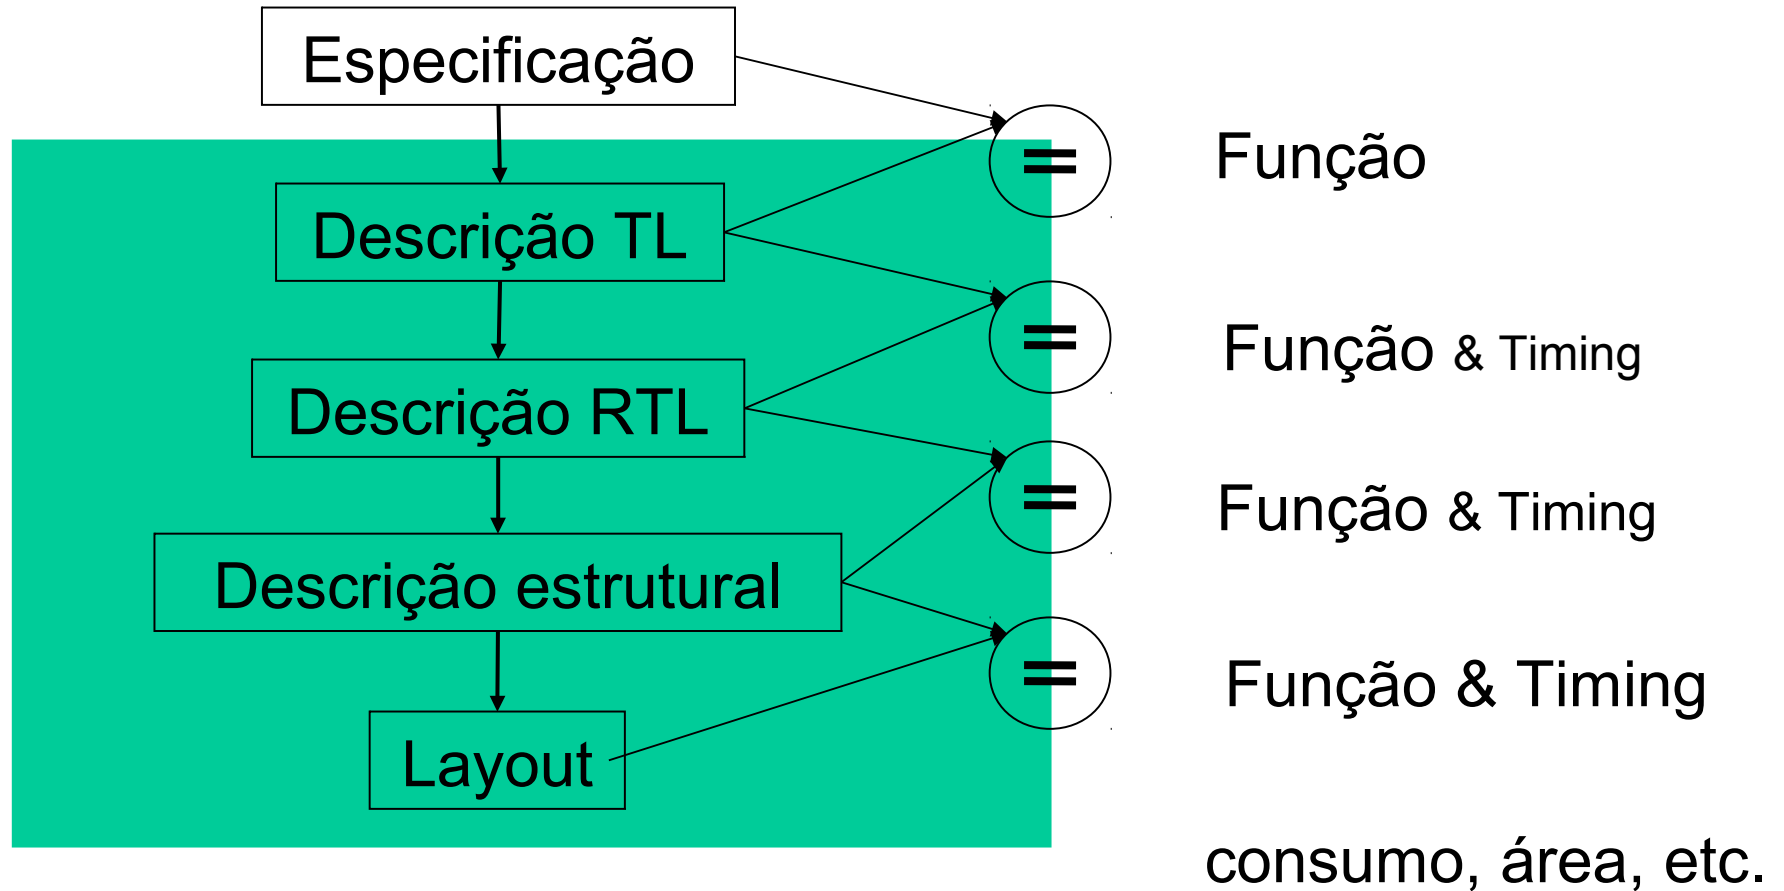 Especificação
=
Função
Descrição TL
=
Função & Timing
Descrição RTL
=
Função & Timing
Descrição estrutural
=
Função & Timing
Layout
consumo, área, etc.